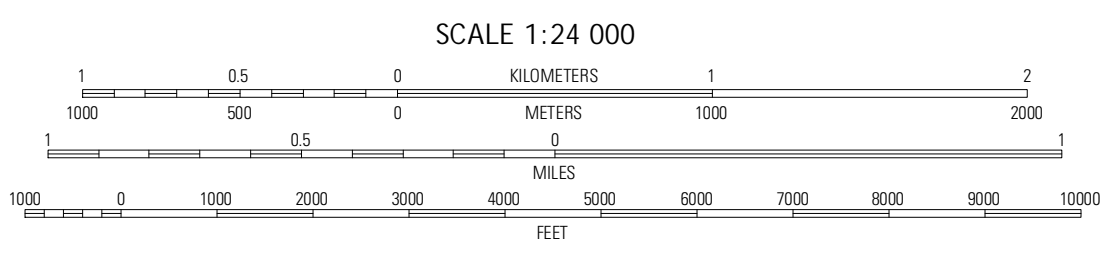 SCALE 1:24 000
1 0.5 0 KILOMETERS 1 2
1000 500 0 METERS 1000 2000
1 0.5 0 1
MILES
1000 0 1000 2000 3000 4000 5000 6000 7000 8000 9000 10000
FEET